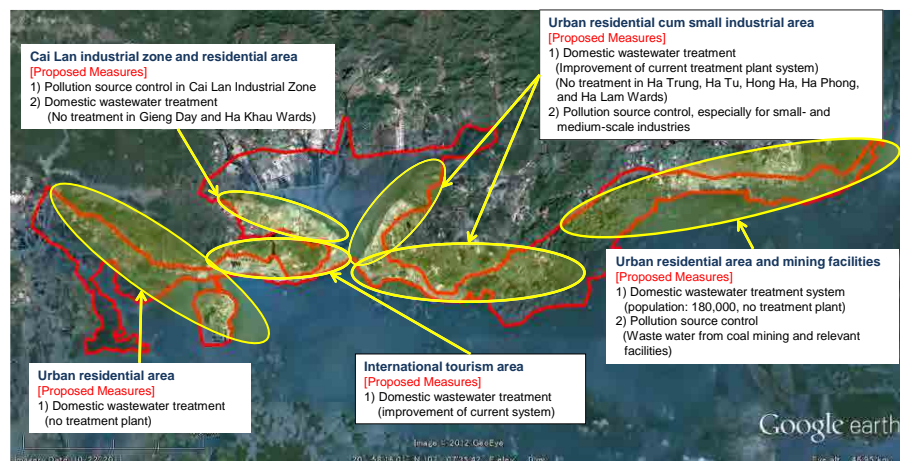 Cai Lan industrial zone and residential area
[Proposed Measures]
1) Pollution source control in Cai Lan Industrial Zone
2) Domestic wastewater treatment
(No treatment in Gieng Day and Ha Khau Wards)
Urban residential cum small industrial area
[Proposed Measures]
1) Domestic wastewater treatment
(Improvement of current treatment plant system)
(No treatment in Ha Trung, Ha Tu, Hong Ha, Ha Phong,
and Ha Lam Wards)
2) Pollution source control, especially for small- and
medium-scale industries
Urban residential area and mining facilities
[Proposed Measures]
1) Domestic wastewater treatment system
(population: 180,000, no treatment plant)
2) Pollution source control
(Waste water from coal mining and relevant
facilities)
Urban residential area
[Proposed Measures]
1) Domestic wastewater treatment
(no treatment plant)
International tourism area
[Proposed Measures]
1) Domestic wastewater treatment
(improvement of current system)
Google earth
Image © 2012 GeoEye